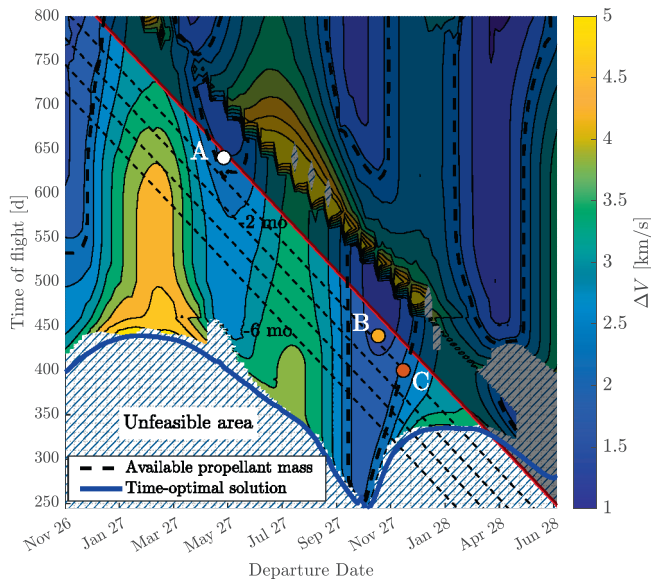 800
750
700
650
600
550
500
450
400
350
300
250
Time of flight [d]
A
-2 mo
B
-6 mo
C
Unfeasible area
Available propellant mass
Time-optimal solution
Nov 26
Jan 27
Mar 27
May 27
Jul 27
Sep 27
Nov 27
Jan 28
Apr 28
Jun 28
Departure Date
5
4.5
4
3.5
3
2.5
2
1.5
1
ΔV [km/s]